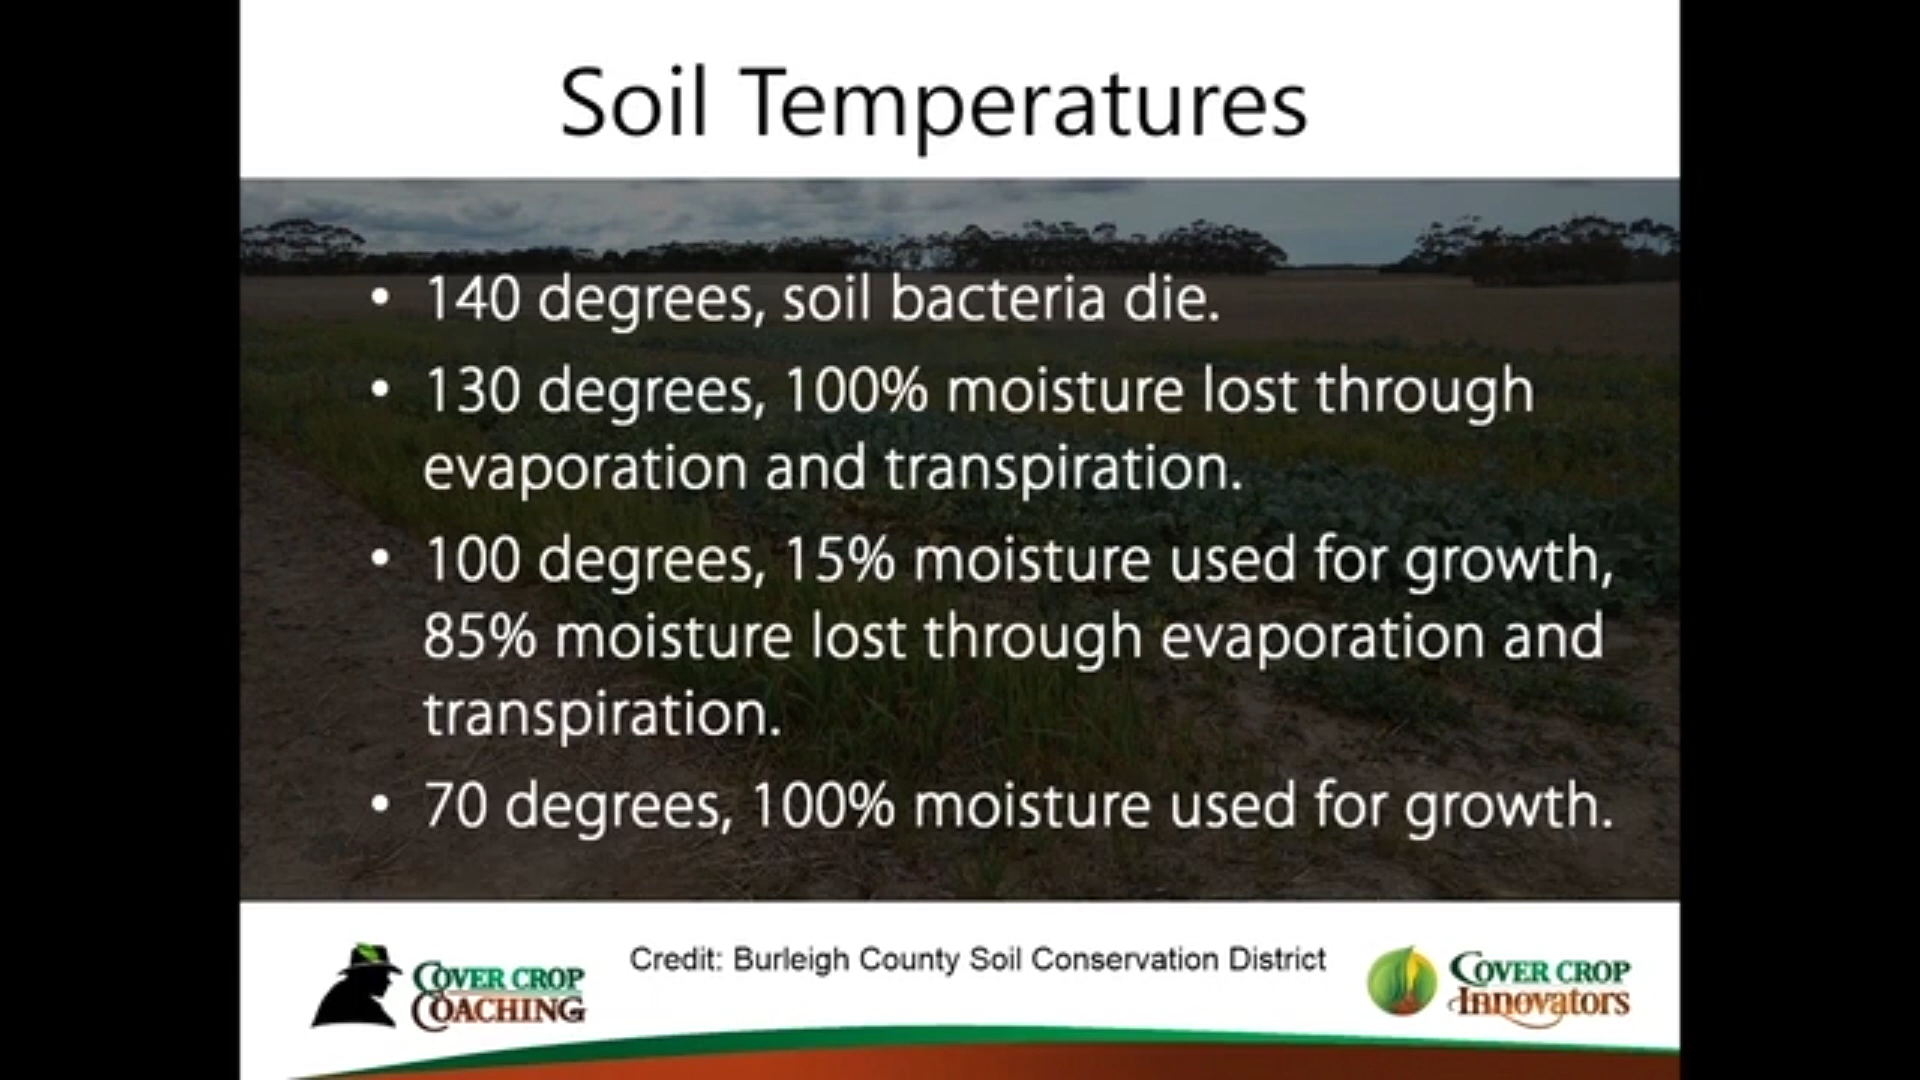 Soil Temperatures
• 140 degrees, soil bacteria die.
• 130 degrees, 100% moisture lost through
evaporation and transpiration.
• 100 degrees, 15% moisture used for growth,
85% moisture lost through evaporation and
transpiration.
• 70 degrees, 100% moisture used for growth.
COVER CROP
COACHING
Credit: Burleigh County Soil Conservation District
COVER CROP
Innovators